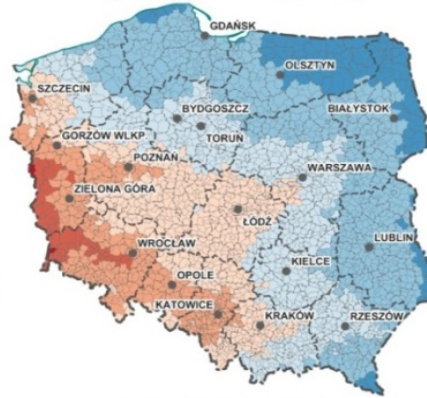 GDAŃSK
OLSZTYN
SZCZECIN
BYDGOSZCZ
BIAŁYSTOK
TORUŃ
GORZÓW WLKP.
POZNAŃ
WARSZAWA
ZIELONA GÓRA
ŁÓDŹ
WROCŁAW
LUBLIN
KIELCE
OPOLE
KATOWICE
KRAKÓW
RZESZÓW